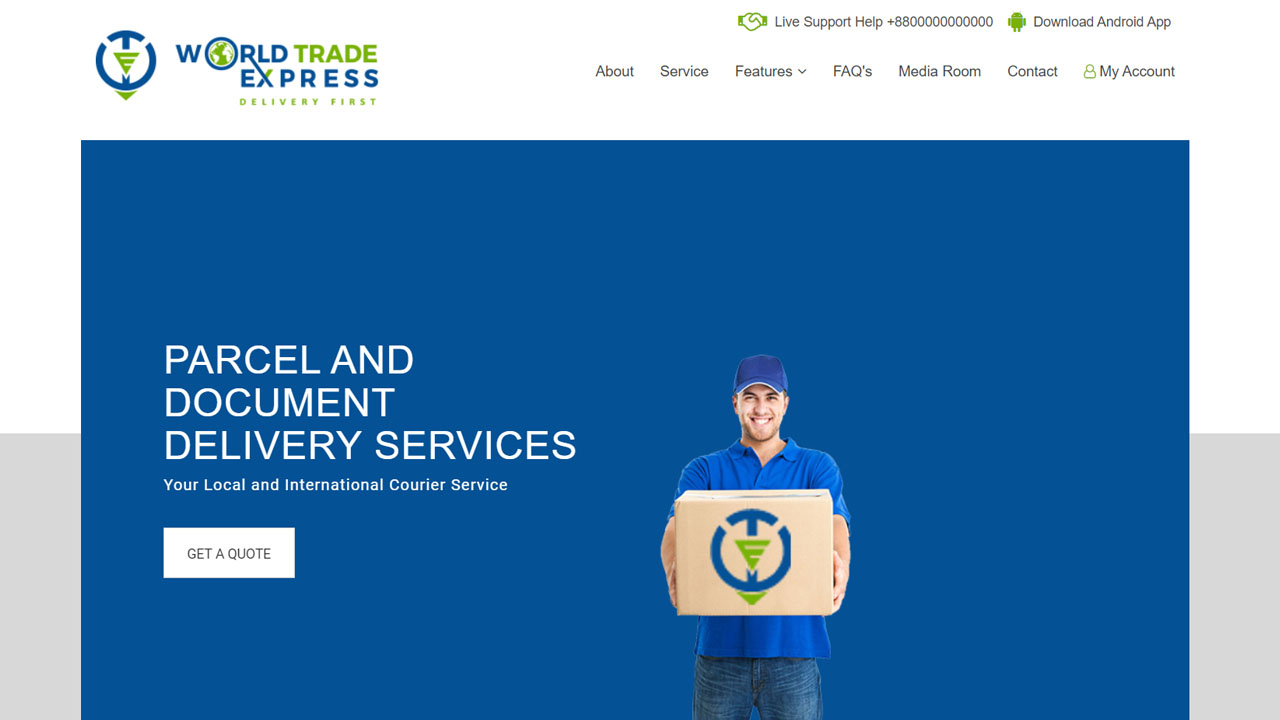 Live Support Help +8800000000000 Download Android App
WORLD TRADE
EXPRESS
DELIVERY FIRST
About Service Features FAQ's Media Room Contact My Account
PARCEL AND
DOCUMENT
DELIVERY SERVICES
Your Local and International Courier Service
GET A QUOTE